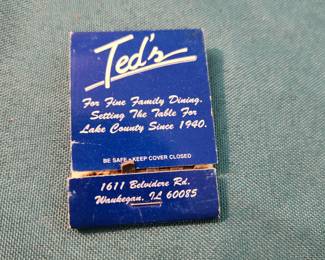 Ted's
For Fine Family Dining.
Setting The Table For
Lake County Since 1940.
BE SAFE • KEEP COVER CLOSED
1611 Belvidere Rd.
Waukegan, IL 60085